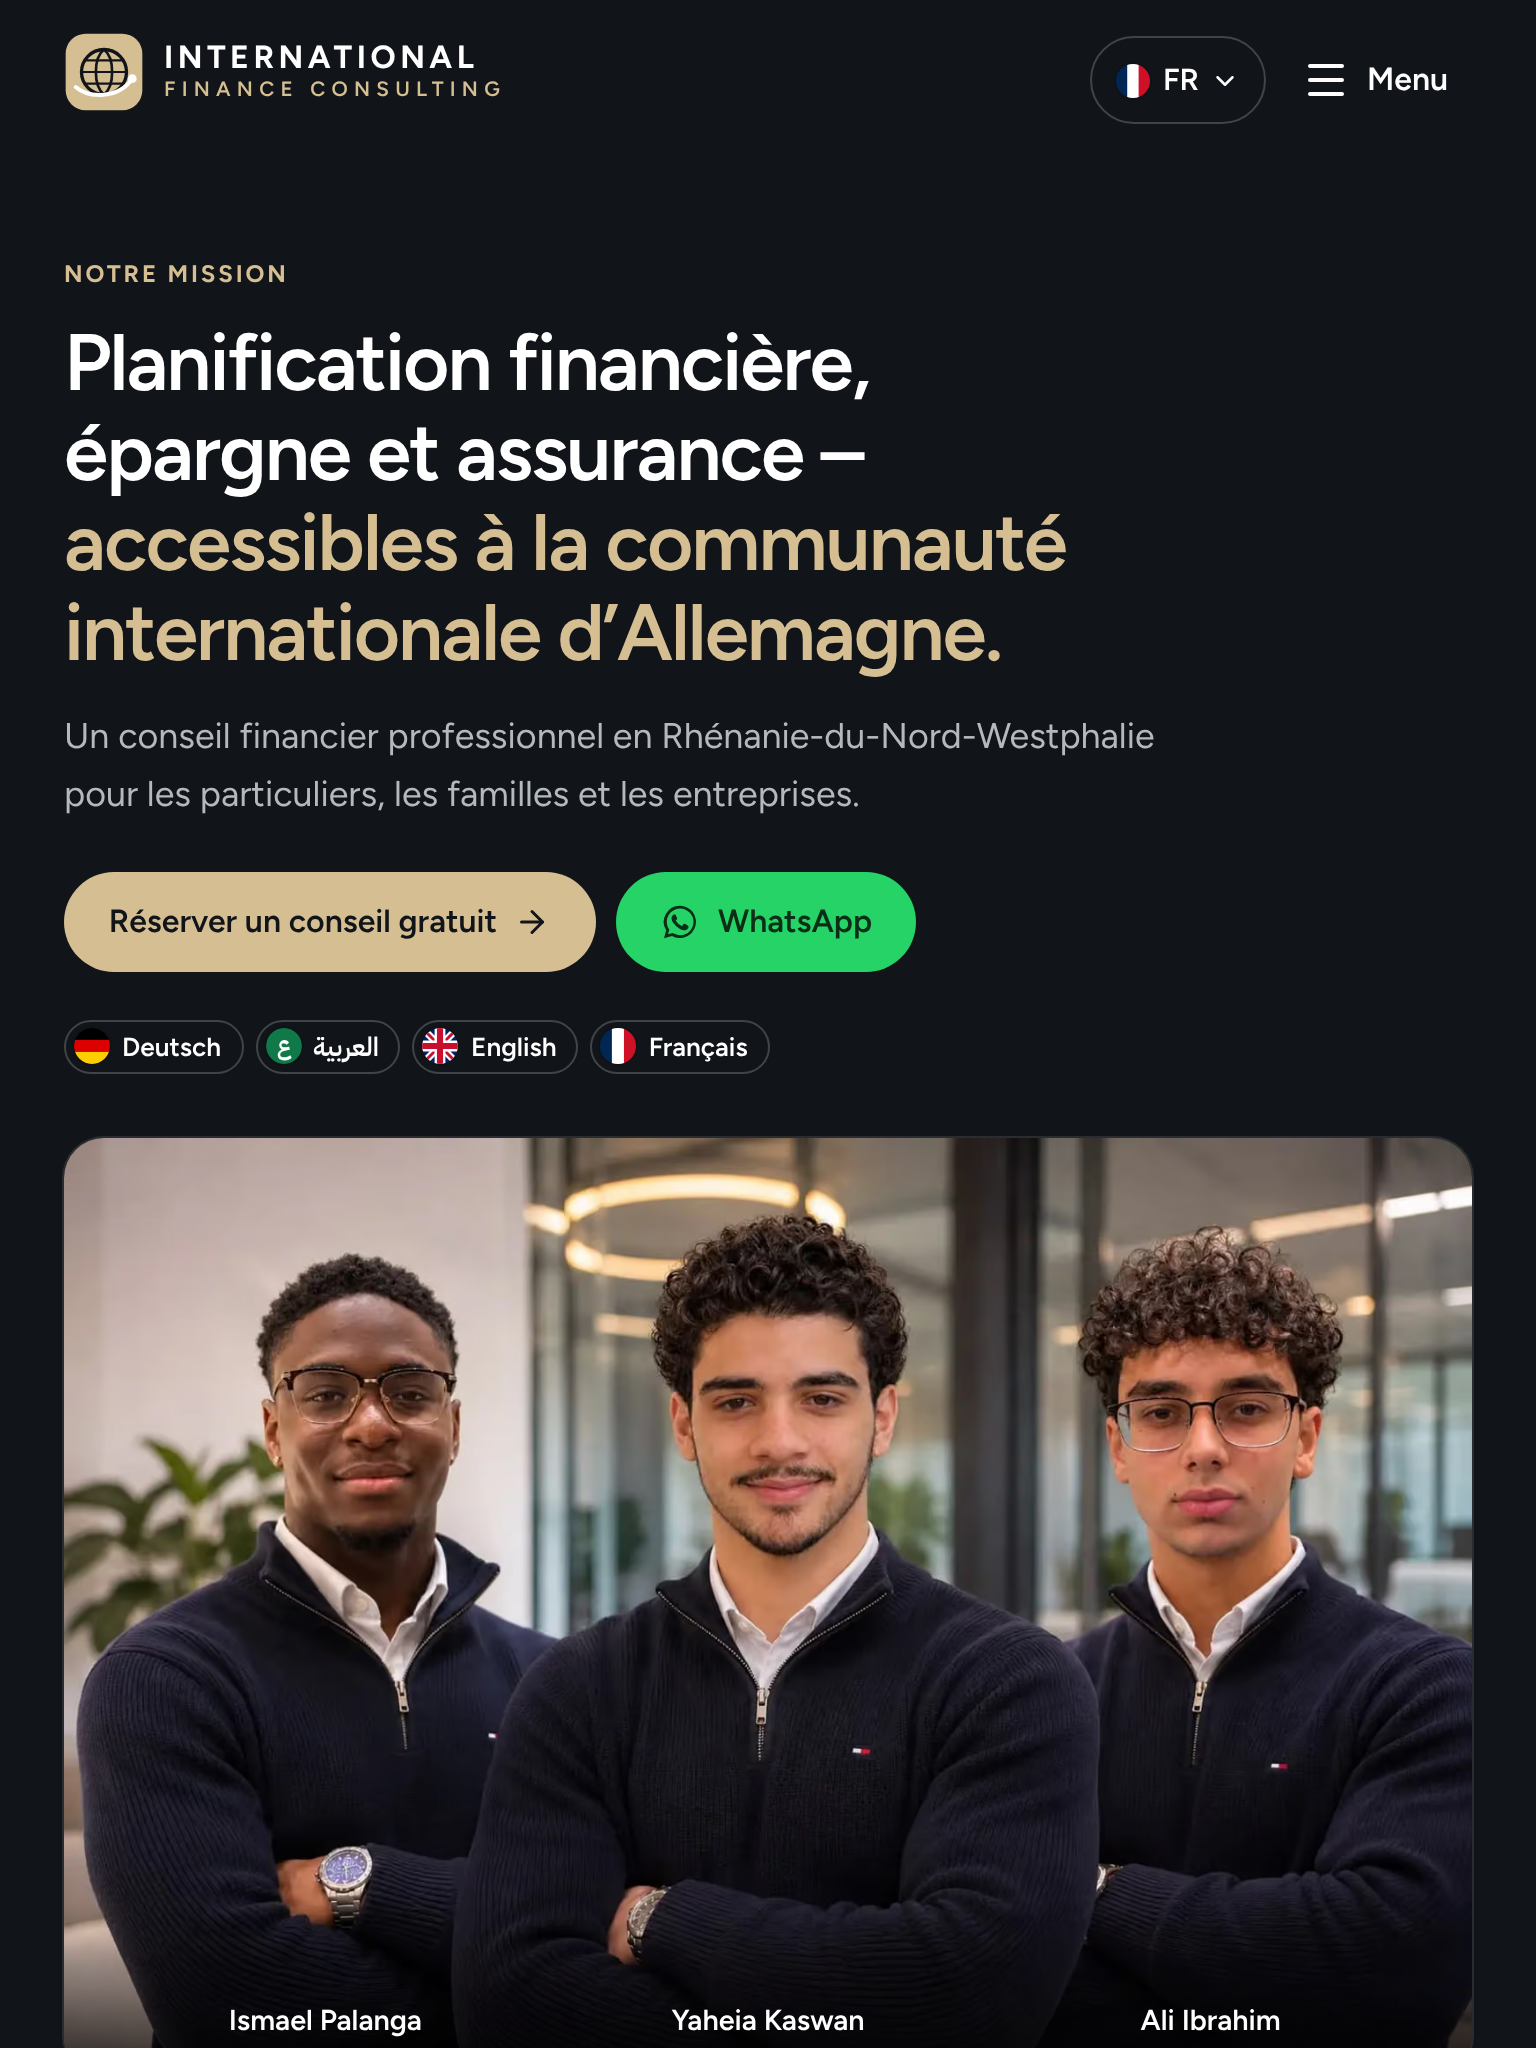 INTERNATIONAL
FINANCE CONSULTING
FR
Menu
NOTRE MISSION
Planification financière,
épargne et assurance –
accessibles à la communauté
internationale d’Allemagne.
Un conseil financier professionnel en Rhénanie-du-Nord-Westphalie
pour les particuliers, les familles et les entreprises.
Réserver un conseil gratuit
WhatsApp
Deutsch
ع العربية
English
Français
Ismael Palanga
Yaheia Kaswan
Ali Ibrahim